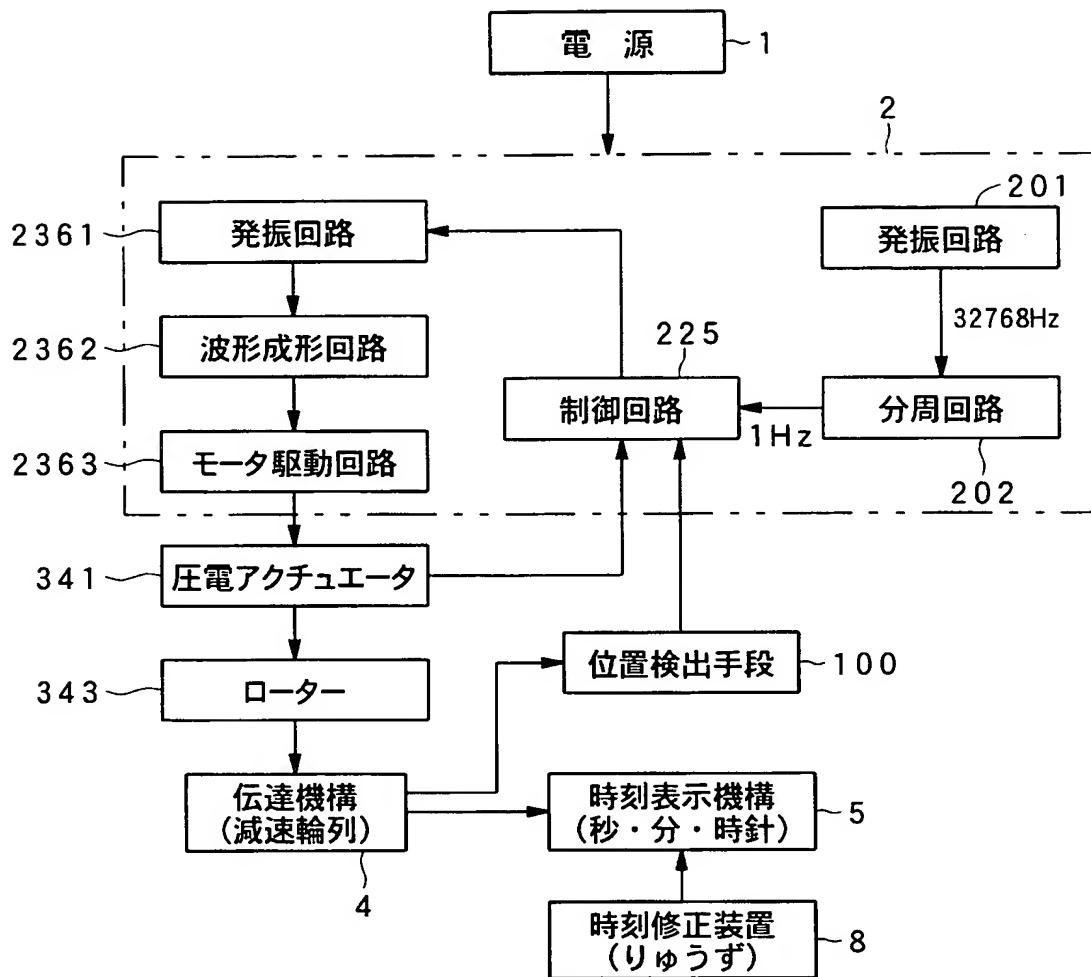 電 源
1
2
2361
発振回路
201
発振回路
32768Hz
2362
波形成形回路
225
制御回路
1Hz
分周回路
202
2363
モータ駆動回路
341
圧電アクチュエータ
位置検出手段
100
343
ローター
伝達機構
(減速輪列)
4
時刻表示機構
(秒・分・時針)
5
時刻修正装置
(りゅうず)
8